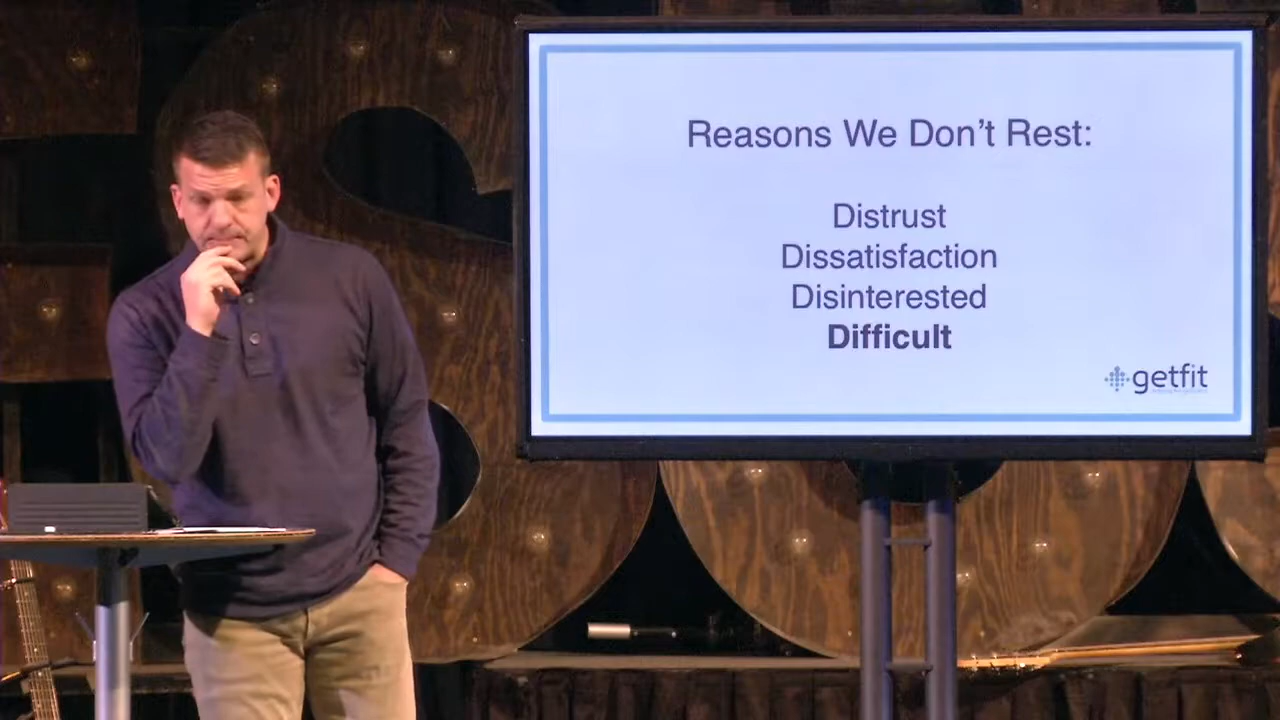 Reasons We Don't Rest:
Distrust
Dissatisfaction
Disinterested
Difficult
getfit